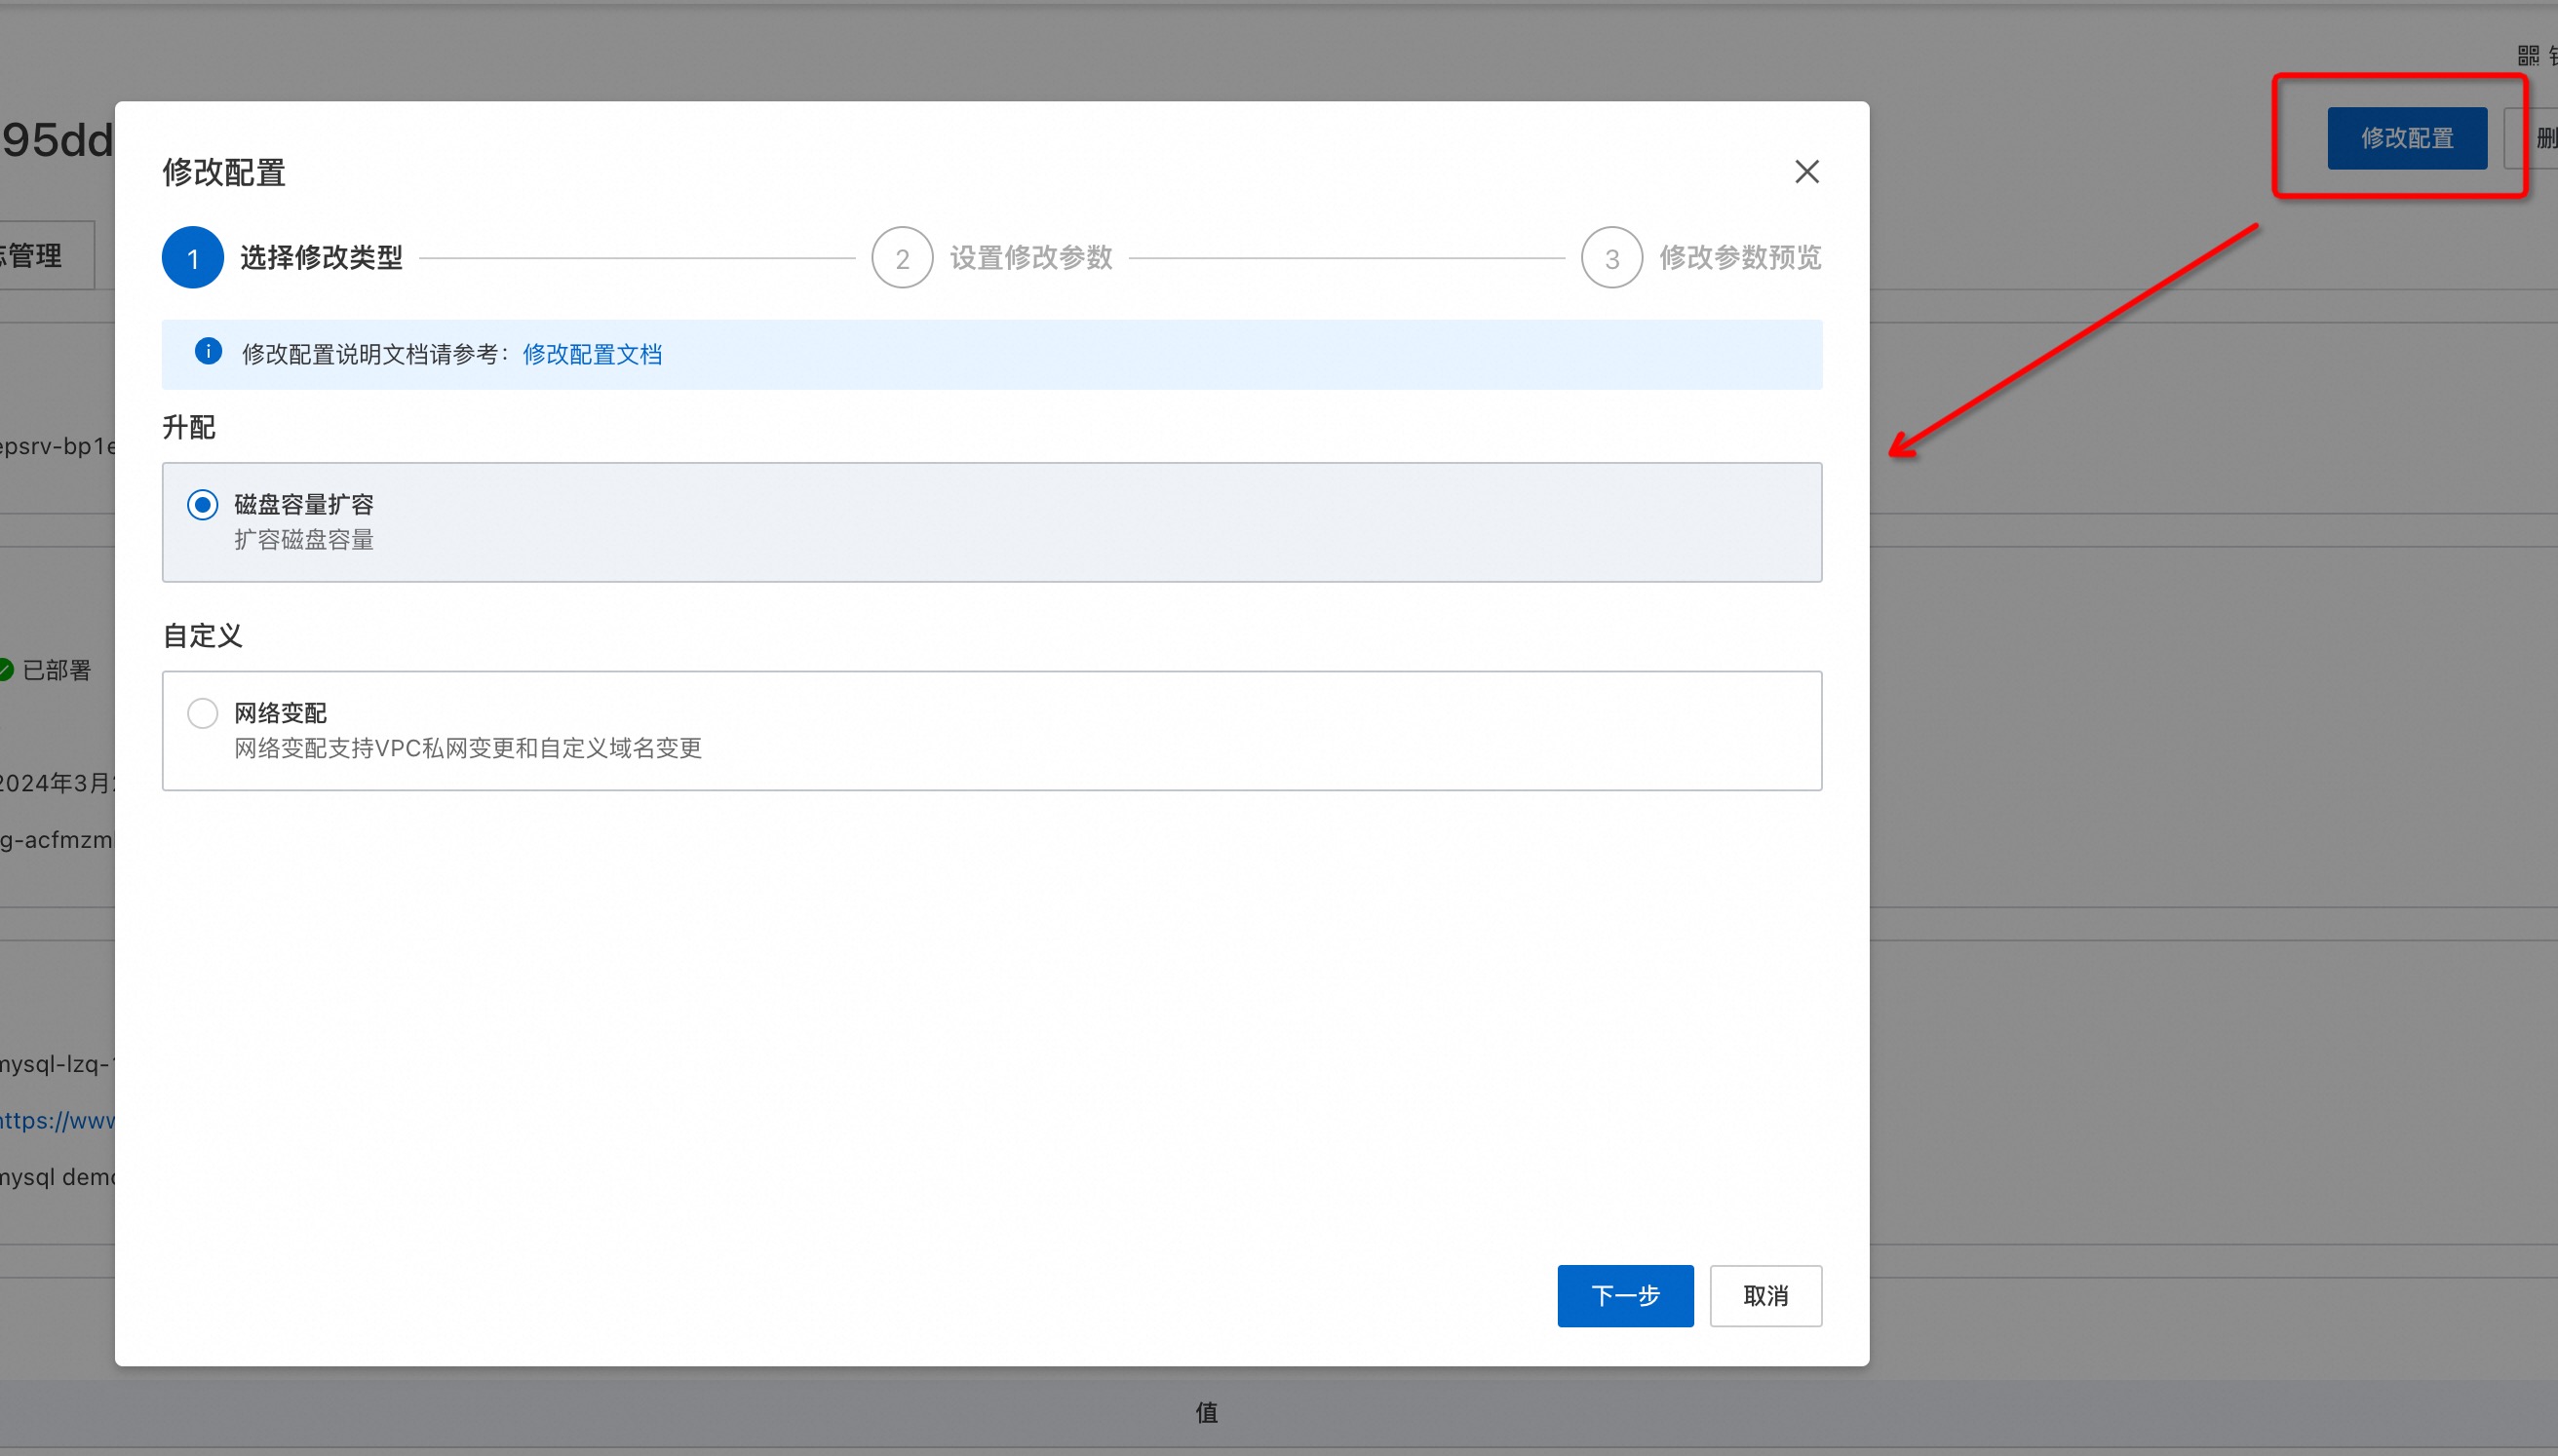 95dd
修改配置
删
修改配置
1 选择修改类型
2 设置修改参数
3 修改参数预览
管理
修改配置说明文档请参考：修改配置文档
升配
epsrv-bp1e
磁盘容量扩容
扩容磁盘容量
自定义
已部署
网络变配
网络变配支持VPC私网变更和自定义域名变更
2024年3月
g-acfmzm
mysql-lzq-
https://www
mysql demo
下一步
取消
值